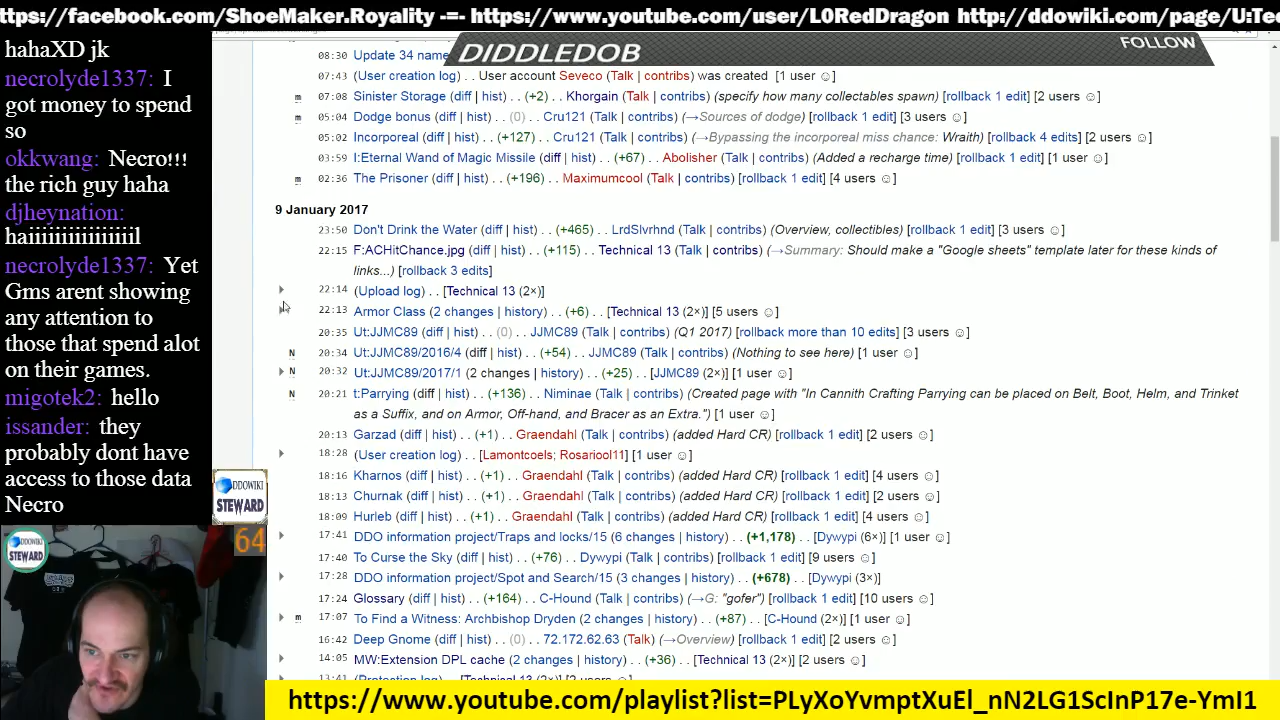 https://facebook.com/ShoeMaker.Royality -=- https://www.youtube.com/user/L0RedDragon http://ddowiki.com/page/U:Te
DIDDLEDOB
FOLLOW
hahaXD jk
necrolyde1337: I
got money to spend
so
okkwang: Necro!!!
the rich guy haha
djheynation:
haiiiiiiiiiiiiiiil
necrolyde1337: Yet
Gms arent showing
any attention to
those that spend alot
on their games.
migotek2: hello
issander: they
probably dont have
access to those data
Necro
DDOWIKI
STEWARD
64
DDOWIKI
STEWARD
08:30 Update 34 name
07:43 (User creation log) . . User account Seveco (Talk | contribs) was created [1 user ☺]
m 07:08 Sinister Storage (diff | hist) . . (+2) . . Khorgain (Talk | contribs) (specify how many collectables spawn) [rollback 1 edit] [2 users ☺]
m 05:04 Dodge bonus (diff | hist) . . (0) . . Cru121 (Talk | contribs) (→Sources of dodge) [rollback 1 edit] [3 users ☺]
05:02 Incorporeal (diff | hist) . . (+127) . . Cru121 (Talk | contribs) (→Bypassing the incorporeal miss chance: Wraith) [rollback 4 edits] [2 users ☺]
03:59 I:Eternal Wand of Magic Missile (diff | hist) . . (+67) . . Abolisher (Talk | contribs) (Added a recharge time) [rollback 1 edit] [1 user ☺]
m 02:36 The Prisoner (diff | hist) . . (+196) . . Maximumcool (Talk | contribs) [rollback 1 edit] [4 users ☺]
9 January 2017
23:50 Don't Drink the Water (diff | hist) . . (+465) . . LrdSlvrhnd (Talk | contribs) (Overview, collectibles) [rollback 1 edit] [3 users ☺]
22:15 F:ACHitChance.jpg (diff | hist) . . (+115) . . Technical 13 (Talk | contribs) (→Summary: Should make a "Google sheets" template later for these kinds of
links...) [rollback 3 edits]
22:14 (Upload log) . . [Technical 13 (2×)]
22:13 Armor Class (2 changes | history) . . (+6) . . [Technical 13 (2×)] [5 users ☺]
20:35 Ut:JJMC89 (diff | hist) . . (0) . . JJMC89 (Talk | contribs) (Q1 2017) [rollback more than 10 edits] [3 users ☺]
N 20:34 Ut:JJMC89/2016/4 (diff | hist) . . (+54) . . JJMC89 (Talk | contribs) (Nothing to see here) [1 user ☺]
N 20:32 Ut:JJMC89/2017/1 (2 changes | history) . . (+25) . . [JJMC89 (2×)] [1 user ☺]
N 20:21 t:Parrying (diff | hist) . . (+136) . . Niminae (Talk | contribs) (Created page with "In Cannith Crafting Parrying can be placed on Belt, Boot, Helm, and Trinket
as a Suffix, and on Armor, Off-hand, and Bracer as an Extra.") [1 user ☺]
20:13 Garzad (diff | hist) . . (+1) . . Graendahl (Talk | contribs) (added Hard CR) [rollback 1 edit] [2 users ☺]
18:28 (User creation log) . . [Lamontcoels; Rosariool11] [1 user ☺]
18:16 Kharnos (diff | hist) . . (+1) . . Graendahl (Talk | contribs) (added Hard CR) [rollback 1 edit] [4 users ☺]
18:13 Churnak (diff | hist) . . (+1) . . Graendahl (Talk | contribs) (added Hard CR) [rollback 1 edit] [2 users ☺]
18:09 Hurleb (diff | hist) . . (+1) . . Graendahl (Talk | contribs) (added Hard CR) [rollback 1 edit] [4 users ☺]
17:41 DDO information project/Traps and locks/15 (6 changes | history) . . (+1,178) . . [Dywypi (6×)] [1 user ☺]
17:40 To Curse the Sky (diff | hist) . . (+76) . . Dywypi (Talk | contribs) [rollback 1 edit] [9 users ☺]
17:28 DDO information project/Spot and Search/15 (3 changes | history) . . (+678) . . [Dywypi (3×)]
17:24 Glossary (diff | hist) . . (+164) . . C-Hound (Talk | contribs) (→G: "gofer") [rollback 1 edit] [10 users ☺]
m 17:07 To Find a Witness: Archbishop Dryden (2 changes | history) . . (+87) . . [C-Hound (2×)] [1 user ☺]
16:42 Deep Gnome (diff | hist) . . (0) . . 72.172.62.63 (Talk) (→Overview) [rollback 1 edit] [2 users ☺]
14:05 MW:Extension DPL cache (2 changes | history) . . (+36) . . [Technical 13 (2×)] [2 users ☺]
13:41 (Protection log) . . [Technical 13 (2×)] [2 users ☺]
https://www.youtube.com/playlist?list=PLyXoYvmptXuEl_nN2LG1ScInP17e-YmI1